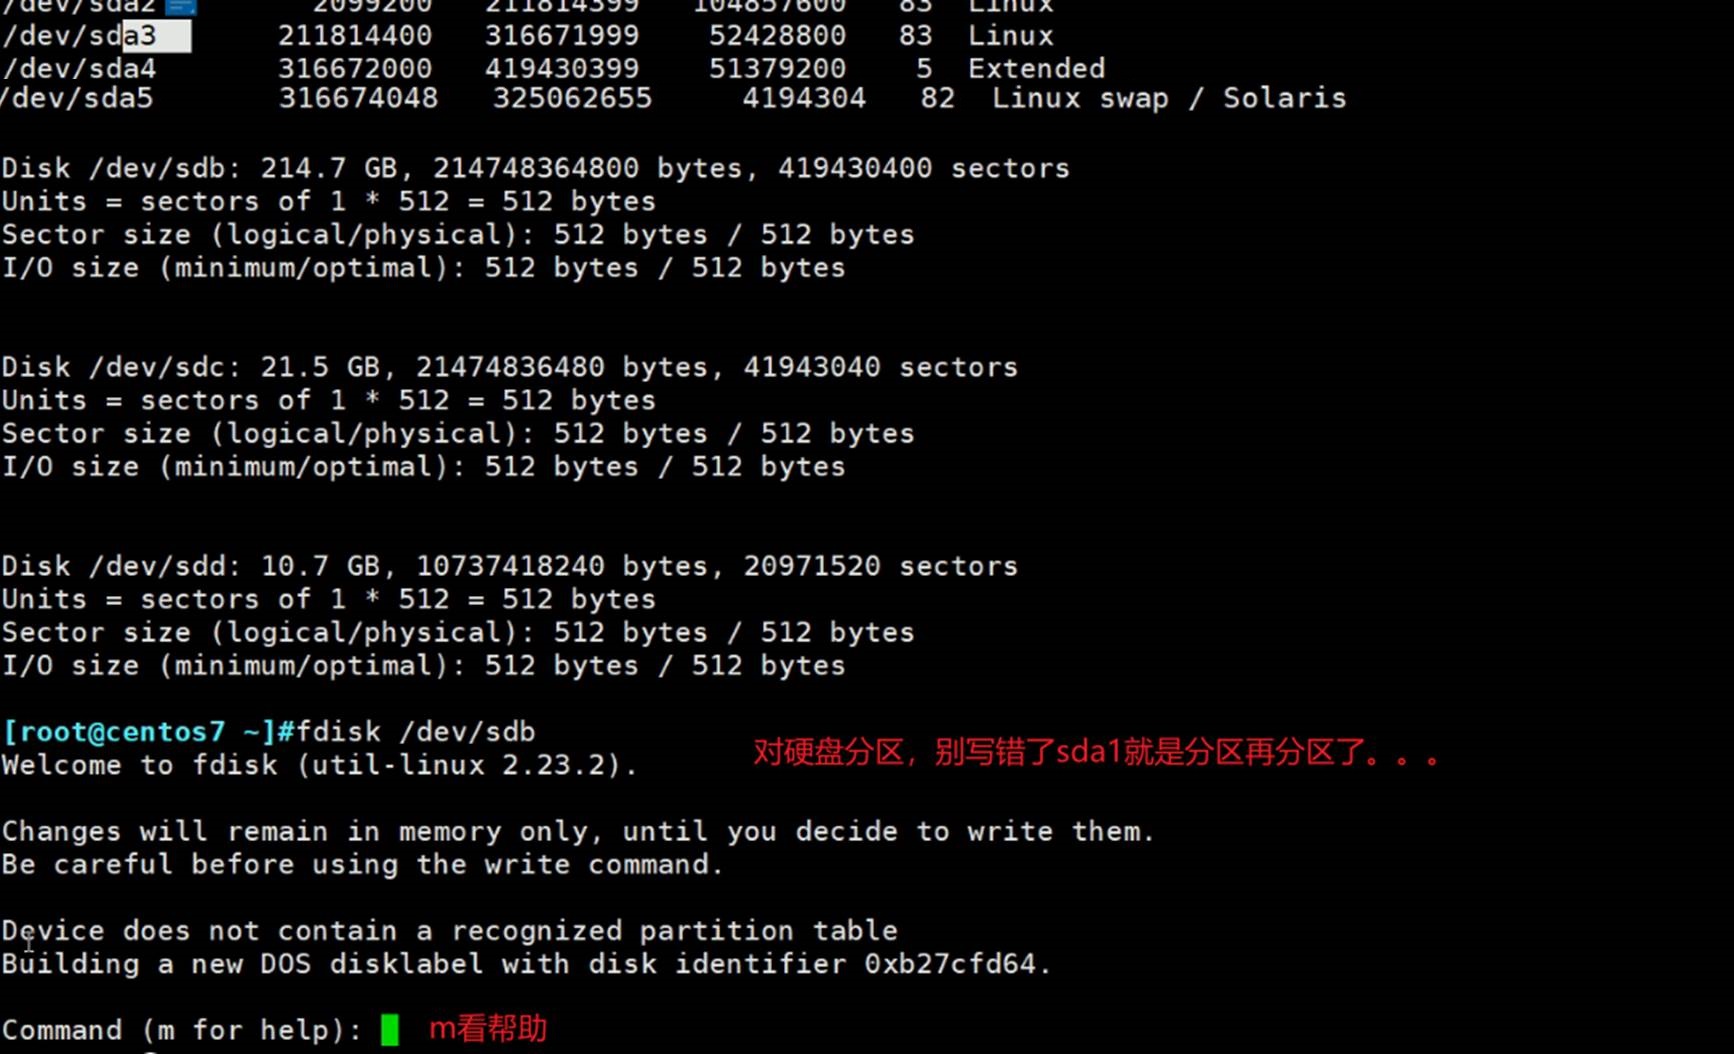 /dev/sda2 2099200 211814399 104857600 83 Linux
/dev/sda3 211814400 316671999 52428800 83 Linux
/dev/sda4 316672000 419430399 51379200 5 Extended
/dev/sda5 316674048 325062655 4194304 82 Linux swap / Solaris
Disk /dev/sdb: 214.7 GB, 214748364800 bytes, 419430400 sectors
Units = sectors of 1 * 512 = 512 bytes
Sector size (logical/physical): 512 bytes / 512 bytes
I/O size (minimum/optimal): 512 bytes / 512 bytes
Disk /dev/sdc: 21.5 GB, 21474836480 bytes, 41943040 sectors
Units = sectors of 1 * 512 = 512 bytes
Sector size (logical/physical): 512 bytes / 512 bytes
I/O size (minimum/optimal): 512 bytes / 512 bytes
Disk /dev/sdd: 10.7 GB, 10737418240 bytes, 20971520 sectors
Units = sectors of 1 * 512 = 512 bytes
Sector size (logical/physical): 512 bytes / 512 bytes
I/O size (minimum/optimal): 512 bytes / 512 bytes
[root@centos7 ~]#fdisk /dev/sdb
对硬盘分区，别写错了sda1就是分区再分区了。。。
Welcome to fdisk (util-linux 2.23.2).
Changes will remain in memory only, until you decide to write them.
Be careful before using the write command.
Device does not contain a recognized partition table
Building a new DOS disklabel with disk identifier 0xb27cfd64.
Command (m for help): m看帮助